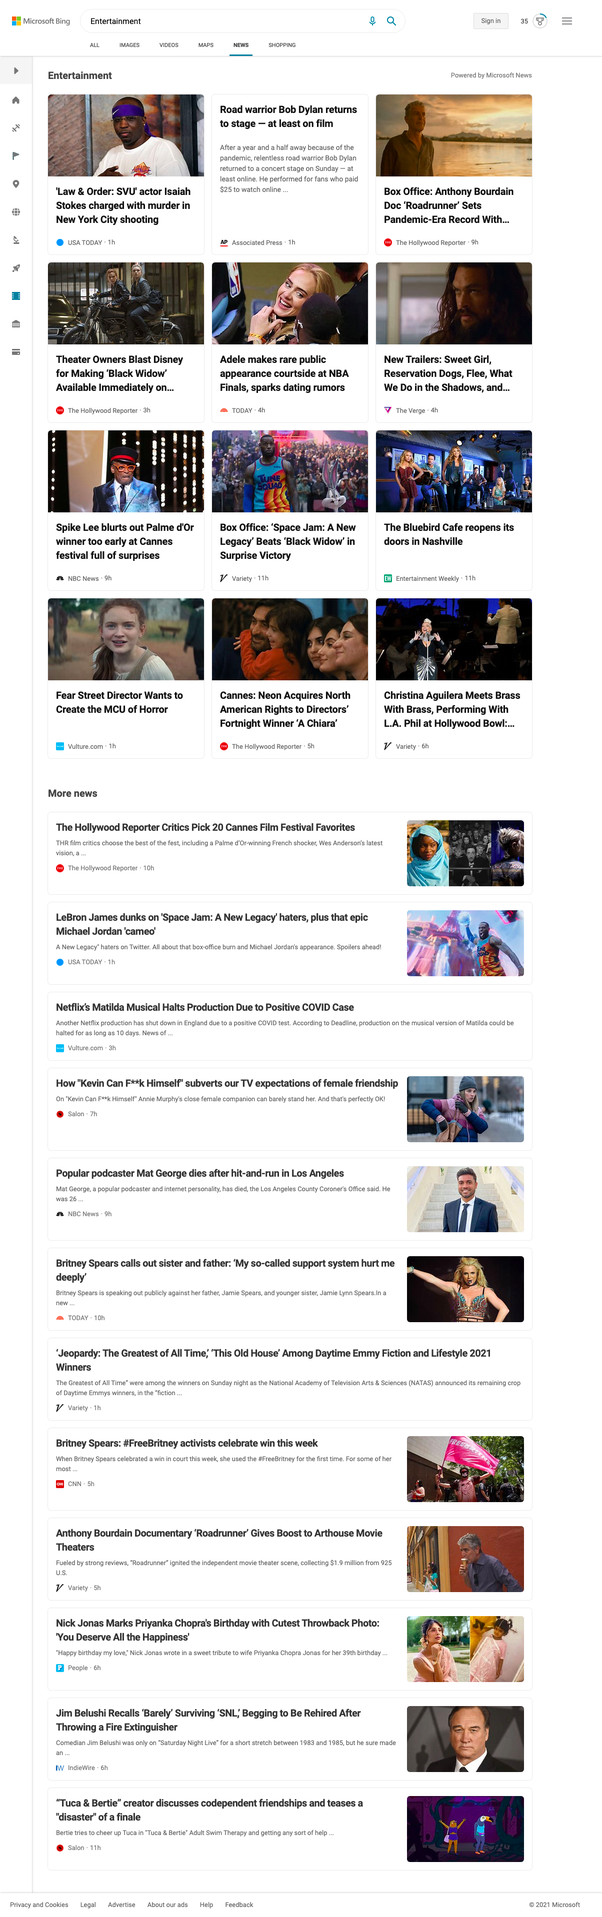 Microsoft Bing
Entertainment
Sign in
35
ALL
IMAGES
VIDEOS
MAPS
NEWS
SHOPPING
Entertainment
Powered by Microsoft News
'Law & Order: SVU' actor Isaiah
Stokes charged with murder in
New York City shooting
USA TODAY · 1h
Road warrior Bob Dylan returns
to stage — at least on film
After a year and a half away because of the
pandemic, relentless road warrior Bob Dylan
returned to a concert stage on Sunday — at
least online. He performed for fans who paid
$25 to watch online ...
AP Associated Press · 1h
Box Office: Anthony Bourdain
Doc ‘Roadrunner’ Sets
Pandemic-Era Record With…
The Hollywood Reporter · 9h
Theater Owners Blast Disney
for Making ‘Black Widow’
Available Immediately on…
The Hollywood Reporter · 3h
Adele makes rare public
appearance courtside at NBA
Finals, sparks dating rumors
TODAY · 4h
New Trailers: Sweet Girl,
Reservation Dogs, Flee, What
We Do in the Shadows, and…
The Verge · 4h
Spike Lee blurts out Palme d'Or
winner too early at Cannes
festival full of surprises
NBC News · 9h
Box Office: ‘Space Jam: A New
Legacy’ Beats ‘Black Widow’ in
Surprise Victory
Variety · 11h
The Bluebird Cafe reopens its
doors in Nashville
Entertainment Weekly · 11h
Fear Street Director Wants to
Create the MCU of Horror
Vulture.com · 1h
Cannes: Neon Acquires North
American Rights to Directors’
Fortnight Winner ‘A Chiara’
The Hollywood Reporter · 5h
Christina Aguilera Meets Brass
With Brass, Performing With
L.A. Phil at Hollywood Bowl:…
Variety · 6h
More news
The Hollywood Reporter Critics Pick 20 Cannes Film Festival Favorites
THR film critics choose the best of the fest, including a Palme d'Or-winning French shocker, Wes Anderson's latest
vision, a ...
The Hollywood Reporter · 10h
LeBron James dunks on 'Space Jam: A New Legacy' haters, plus that epic
Michael Jordan 'cameo'
A New Legacy" haters on Twitter. All about that box-office burn and Michael Jordan's appearance. Spoilers ahead!
USA TODAY · 1h
Netflix's Matilda Musical Halts Production Due to Positive COVID Case
Another Netflix production has shut down in England due to a positive COVID test. According to Deadline, production on the musical version of Matilda could be
halted for as long as 10 days. News of ...
Vulture.com · 3h
How "Kevin Can F**k Himself" subverts our TV expectations of female friendship
On "Kevin Can F**k Himself" Annie Murphy's close female companion can barely stand her. And that's perfectly OK!
Salon · 7h
Popular podcaster Mat George dies after hit-and-run in Los Angeles
Mat George, a popular podcaster and internet personality, has died, the Los Angeles County Coroner's Office said. He
was 26 ...
NBC News · 9h
Britney Spears calls out sister and father: ‘My so-called support system hurt me
deeply’
Britney Spears is speaking out publicly against her father, Jamie Spears, and younger sister, Jamie Lynn Spears.In a
new ...
TODAY · 10h
‘Jeopardy: The Greatest of All Time,’ ‘This Old House’ Among Daytime Emmy Fiction and Lifestyle 2021
Winners
The Greatest of All Time” were among the winners on Sunday night as the National Academy of Television Arts & Sciences (NATAS) announced its remaining crop
of Daytime Emmys winners, in the “fiction ...
Variety · 1h
Britney Spears: #FreeBritney activists celebrate win this week
When Britney Spears celebrated a win in court this week, she used the #FreeBritney for the first time. For some of her
most ...
CNN · 5h
Anthony Bourdain Documentary ‘Roadrunner’ Gives Boost to Arthouse Movie
Theaters
Fueled by strong reviews, “Roadrunner” ignited the independent movie theater scene, collecting $1.9 million from 925
U.S.
Variety · 5h
Nick Jonas Marks Priyanka Chopra's Birthday with Cutest Throwback Photo:
'You Deserve All the Happiness'
"Happy birthday my love," Nick Jonas wrote in a sweet tribute to wife Priyanka Chopra Jonas for her 39th birthday ...
People · 6h
Jim Belushi Recalls ‘Barely’ Surviving ‘SNL,’ Begging to Be Rehired After
Throwing a Fire Extinguisher
Comedian Jim Belushi was only on “Saturday Night Live” for a short stretch between 1983 and 1985, but he sure made
an ...
IndieWire · 6h
“Tuca & Bertie” creator discusses codependent friendships and teases a
"disaster" of a finale
Bertie tries to cheer up Tuca in "Tuca & Bertie" Adult Swim Therapy and getting any sort of help ...
Salon · 11h
Privacy and Cookies
Legal
Advertise
About our ads
Help
Feedback
© 2021 Microsoft